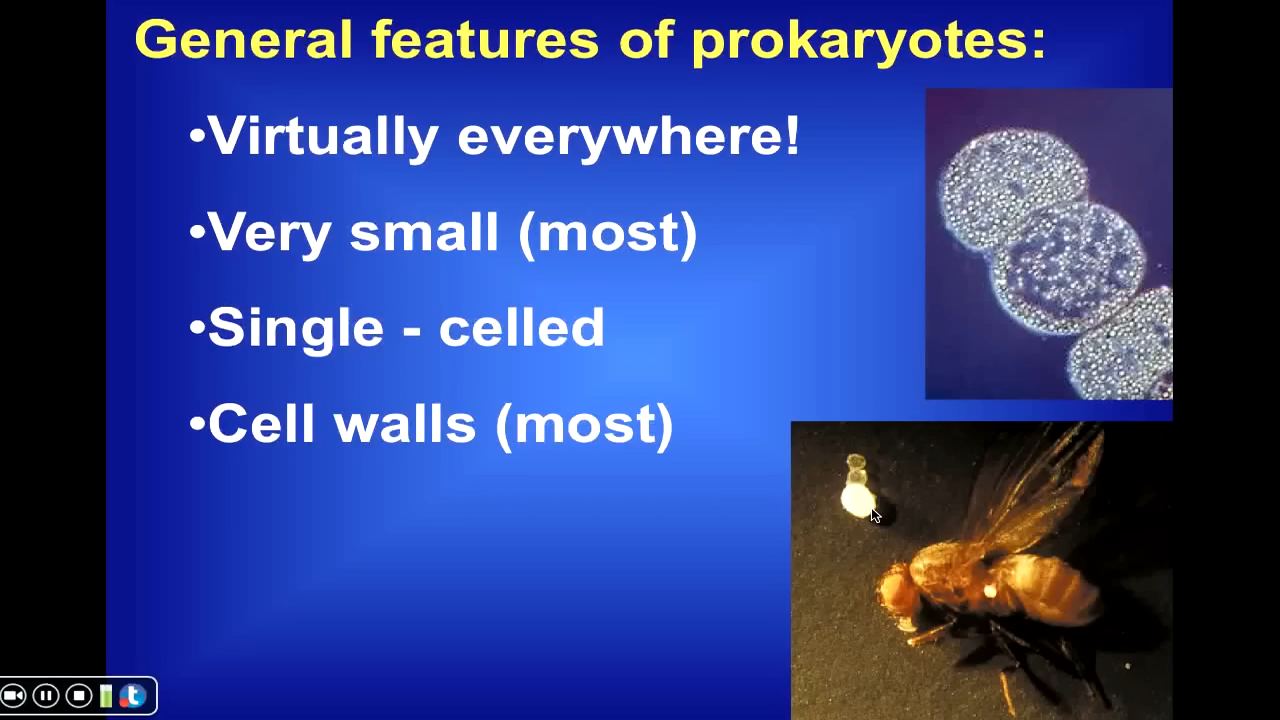 General features of prokaryotes:
•Virtually everywhere!
•Very small (most)
•Single - celled
•Cell walls (most)
t